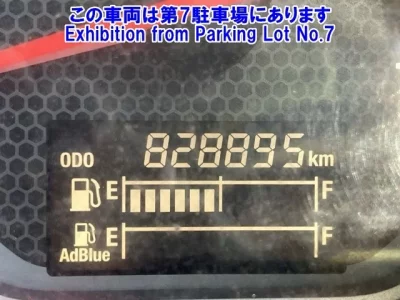 この車両は第7駐車場にあります
Exhibition from Parking Lot No.7
ODO 828895 km
E F
AdBlue E F